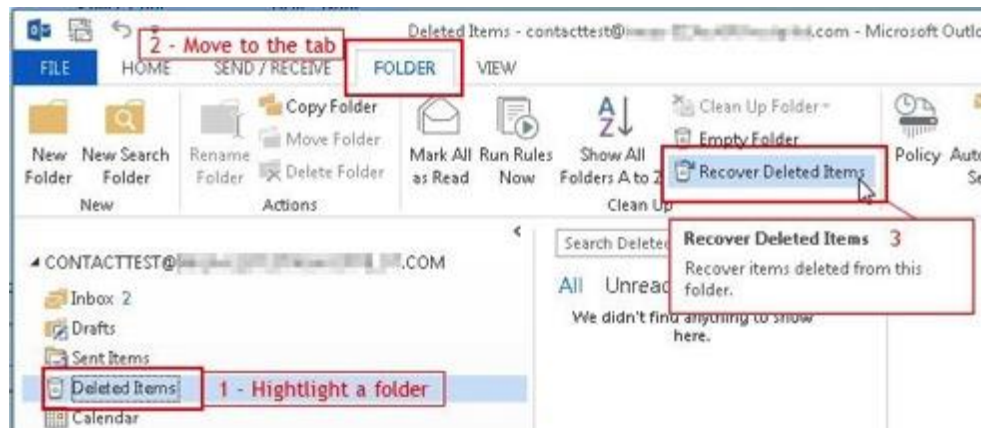 Deleted Items - contacttest@ .com - Microsoft Outlo
2 - Move to the tab
FILE HOME SEND / RECEIVE FOLDER VIEW
New Folder
New Search Folder
New
Rename Folder
Copy Folder
Move Folder
Delete Folder
Actions
Mark All as Read
Run Rules Now
Show All Folders A to Z
Clean Up Folder
Empty Folder
Recover Deleted Items
Clean Up
Policy
Auto
Se
CONTACTTEST@ .COM
Inbox 2
Drafts
Sent Items
Deleted Items
1 - Hightlight a folder
Calendar
Search Delete
All Unread
We didn't find anything to show
here.
Recover Deleted Items 3
Recover items deleted from this
folder.